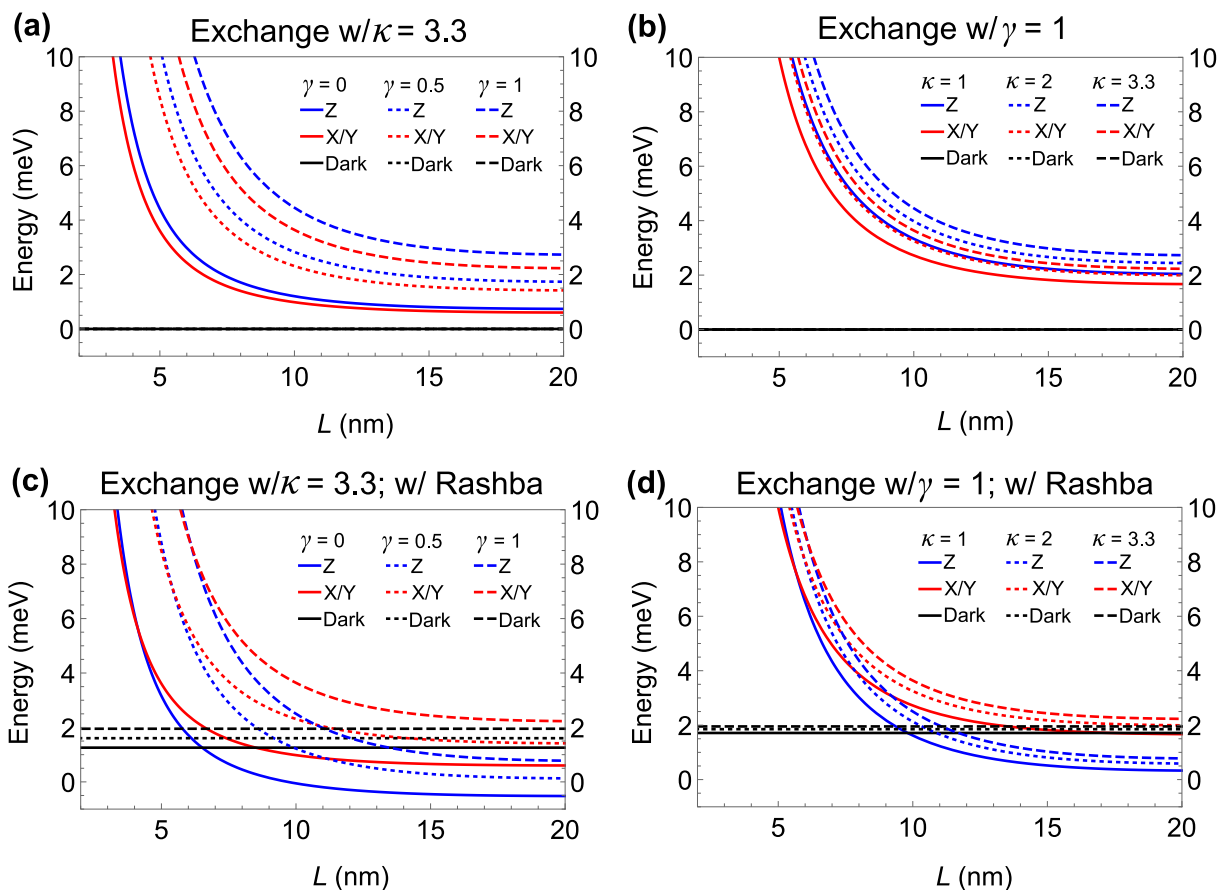 (a)
Exchange w/κ = 3.3
γ = 0 γ = 0.5 γ = 1
Z Z Z
X/Y X/Y X/Y
Dark Dark Dark
Energy (meV)
10 10
8 8
6 6
4 4
2 2
0 0
5 10 15 20
L (nm)
(b)
Exchange w/γ = 1
κ = 1 κ = 2 κ = 3.3
Z Z Z
X/Y X/Y X/Y
Dark Dark Dark
Energy (meV)
10 10
8 8
6 6
4 4
2 2
0 0
5 10 15 20
L (nm)
(c)
Exchange w/κ = 3.3; w/ Rashba
γ = 0 γ = 0.5 γ = 1
Z Z Z
X/Y X/Y X/Y
Dark Dark Dark
Energy (meV)
10 10
8 8
6 6
4 4
2 2
0 0
5 10 15 20
L (nm)
(d)
Exchange w/γ = 1; w/ Rashba
κ = 1 κ = 2 κ = 3.3
Z Z Z
X/Y X/Y X/Y
Dark Dark Dark
Energy (meV)
10 10
8 8
6 6
4 4
2 2
0 0
5 10 15 20
L (nm)